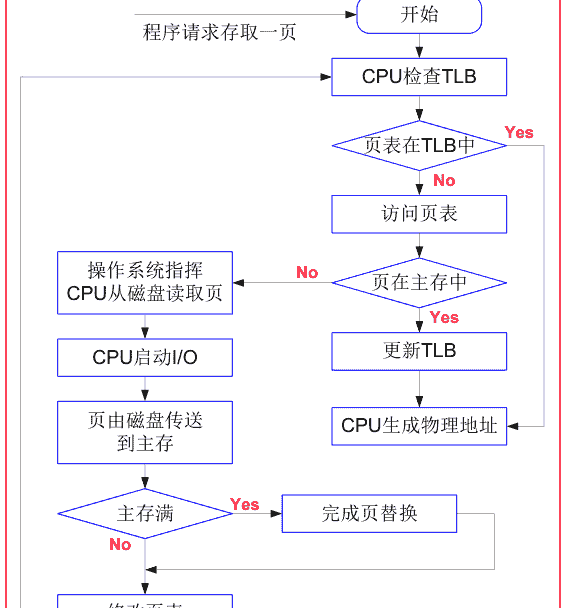 程序请求存取一页
开始
CPU检查TLB
页表在TLB中
Yes
No
访问页表
页在主存中
No
Yes
操作系统指挥
CPU从磁盘读取页
更新TLB
CPU启动I/O
CPU生成物理地址
页由磁盘传送
到主存
主存满
Yes
完成页替换
No
修改页表